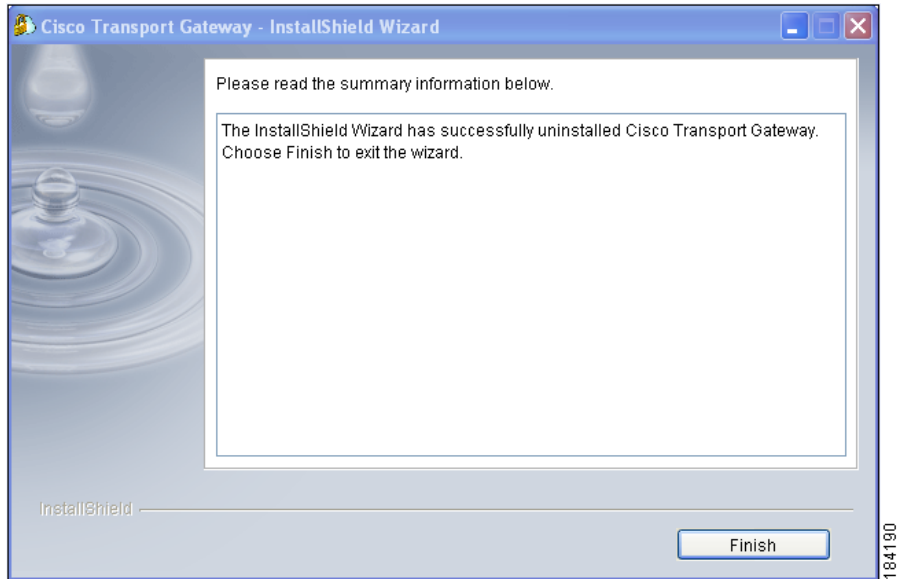 Cisco Transport Gateway - InstallShield Wizard
Please read the summary information below.
The InstallShield Wizard has successfully uninstalled Cisco Transport Gateway.
Choose Finish to exit the wizard.
InstallShield
Finish
184190